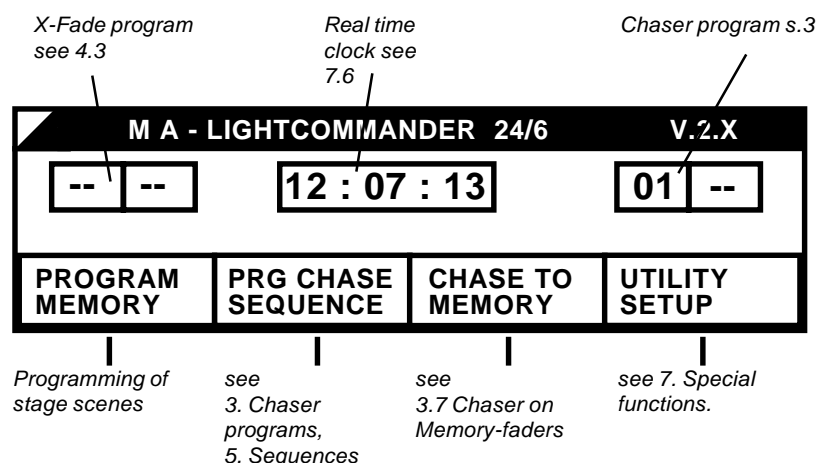 X-Fade program
see 4.3
Real time
clock see
7.6
Chaser program s.3
M A - LIGHTCOMMANDER 24/6 V.2.X
-- -- 12 : 07 : 13 01 --
PROGRAM
MEMORY
PRG CHASE
SEQUENCE
CHASE TO
MEMORY
UTILITY
SETUP
Programming of
stage scenes
see
3. Chaser
programs,
5. Sequences
see
3.7 Chaser on
Memory-faders
see 7. Special
functions.